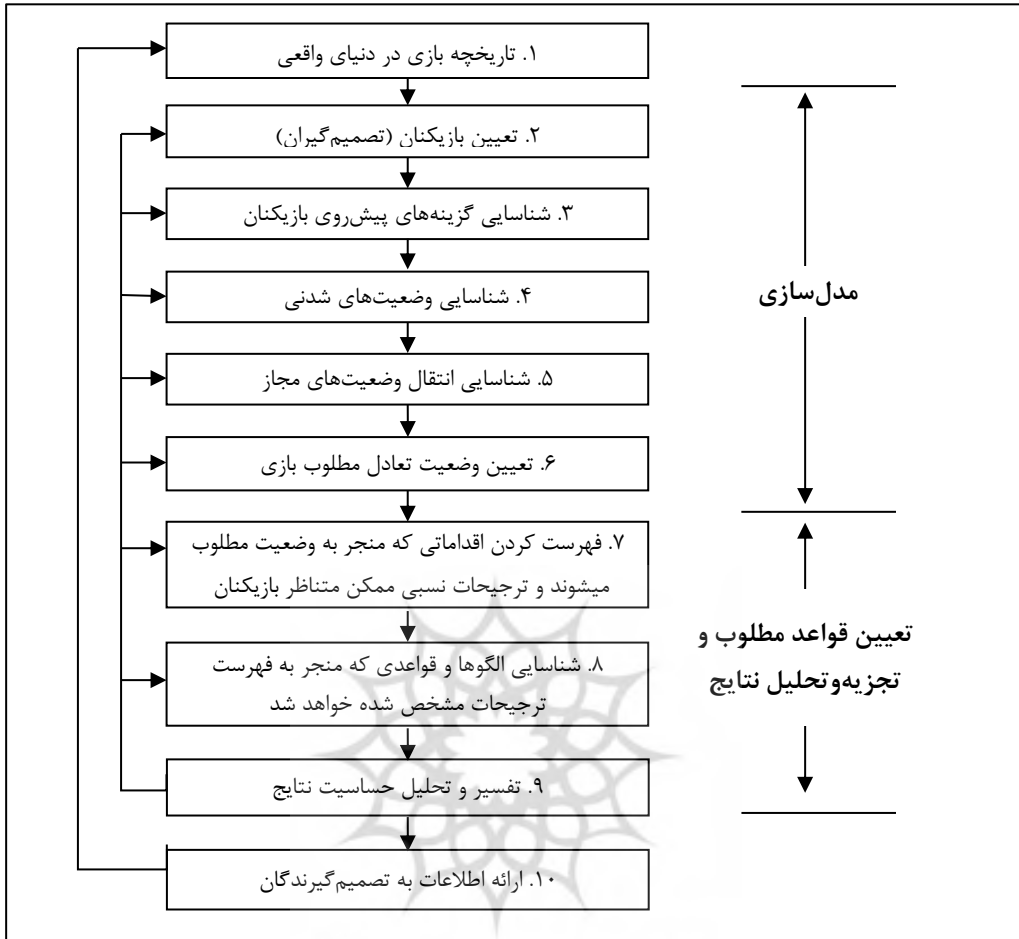 ۱. تاریخچه بازی در دنیای واقعی
۲. تعیین بازیکنان (تصمیم‌گیران)
۳. شناسایی گزینه‌های پیش‌روی بازیکنان
۴. شناسایی وضعیت‌های شدنی
۵. شناسایی انتقال وضعیت‌های مجاز
۶. تعیین وضعیت تعادل مطلوب بازی
مدل‌سازی
۷. فهرست کردن اقداماتی که منجر به وضعیت مطلوب
میشوند و ترجیحات نسبی ممکن متناظر بازیکنان
۸. شناسایی الگوها و قواعدی که منجر به فهرست
ترجیحات مشخص شده خواهد شد
۹. تفسیر و تحلیل حساسیت نتایج
تعیین قواعد مطلوب و
تجزیه‌وتحلیل نتایج
۱۰. ارائه اطلاعات به تصمیم‌گیرندگان